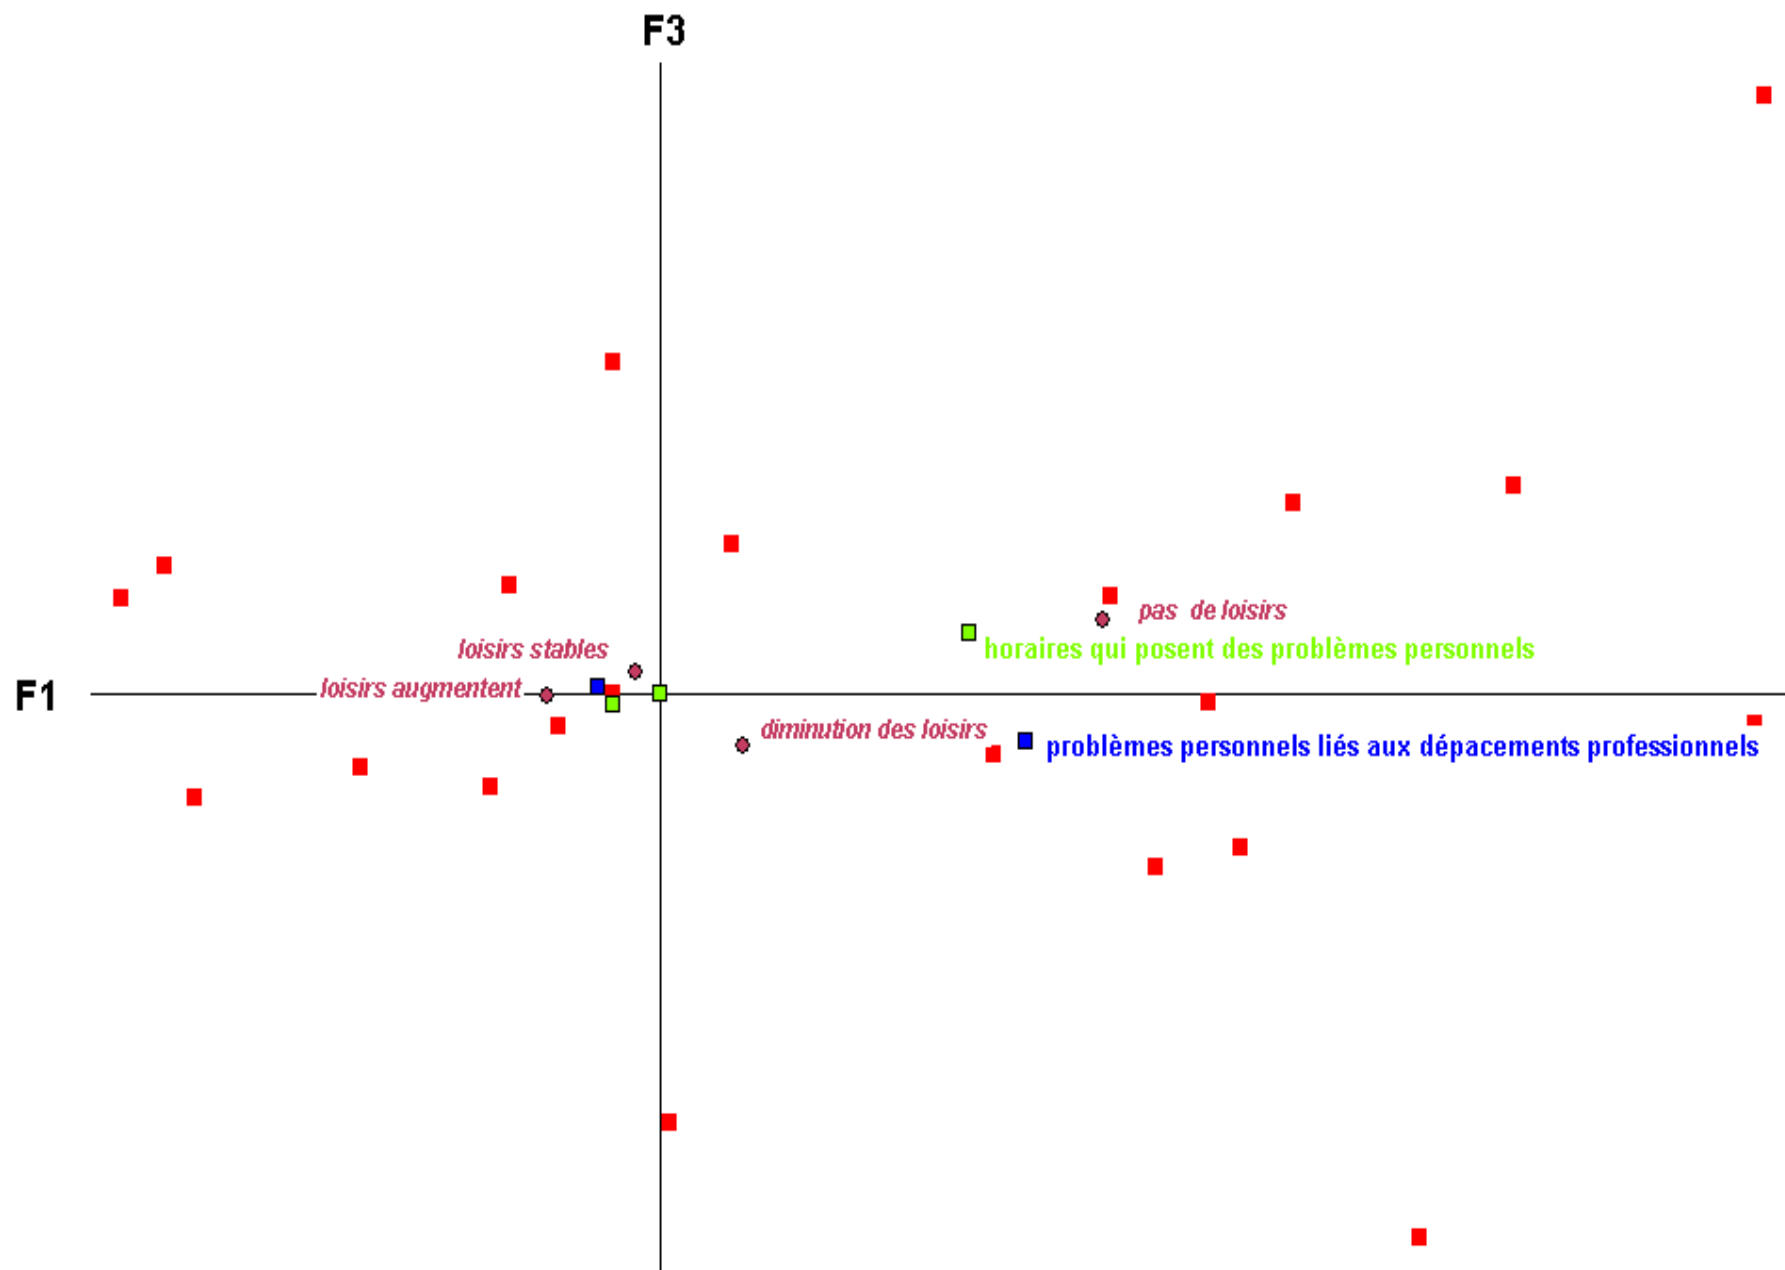 F3
pas de loisirs
loisirs stables
horaires qui posent des problèmes personnels
F1
loisirs augmentent
diminution des loisirs
problèmes personnels liés aux dépacements professionnels